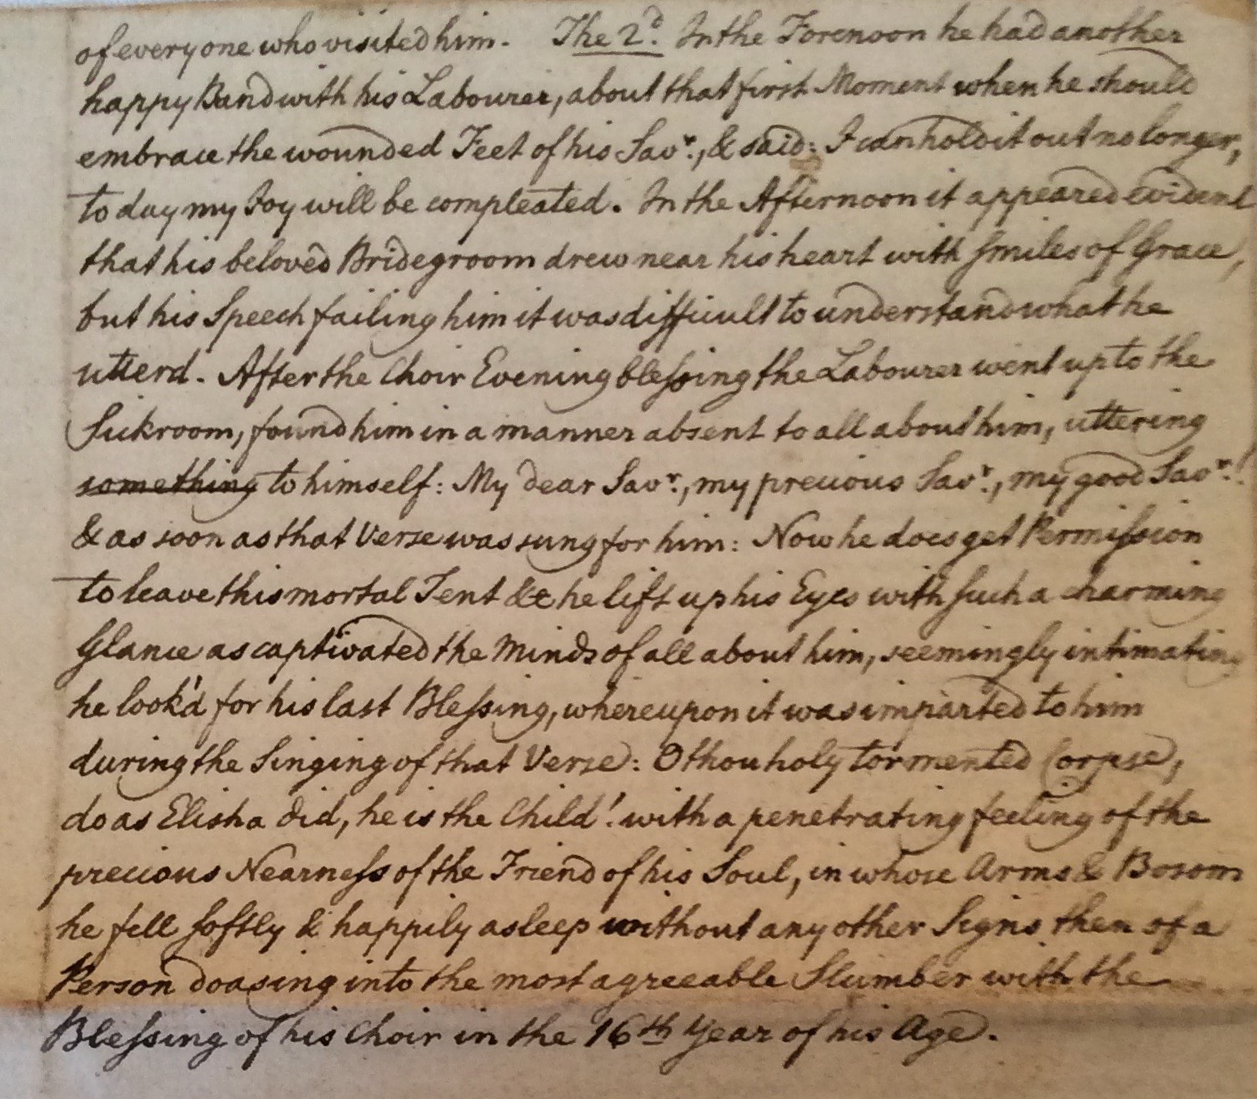 of every one who visited him. The 2d. In the Forenoon he had another
happy Band with his Labourer, about that first Moment when he should
embrace the wounded Feet of his Savr., & said: I can hold it out no longer,
to day my Joy will be compleated. In the Afternoon it appeared evident
that his beloved Bridegroom drew near his heart with Smiles of Grace,
but his Speech failing him it was difficult to understand what he
utterd. After the Choir Evening blessing the Labourer went up to the
Sickroom, found him in a manner absent to all about him, uttering
something to himself: My dear Savr., my precious Savr., my good Savr.!
& as soon as that Verse was sung for him: Now he does get Permission
to leave this mortal Tent &c he lift up his Eyes with such a charming
Glance as captivated the Minds of all about him, seemingly intimating
he look'd for his last Blessing, whereupon it was imparted to him
during the Singing of that Verse: O thou holy tormented Corpse,
do as Elisha did, he is the Child! with a penetrating feeling of the
precious Nearness of the Friend of his Soul, in whose Arms & Bosom
he fell softly & happily asleep without any other Signs then of a
Person doasing into the most agreeable Slumber with the
Blessing of his Choir in the 16th Year of his Age.